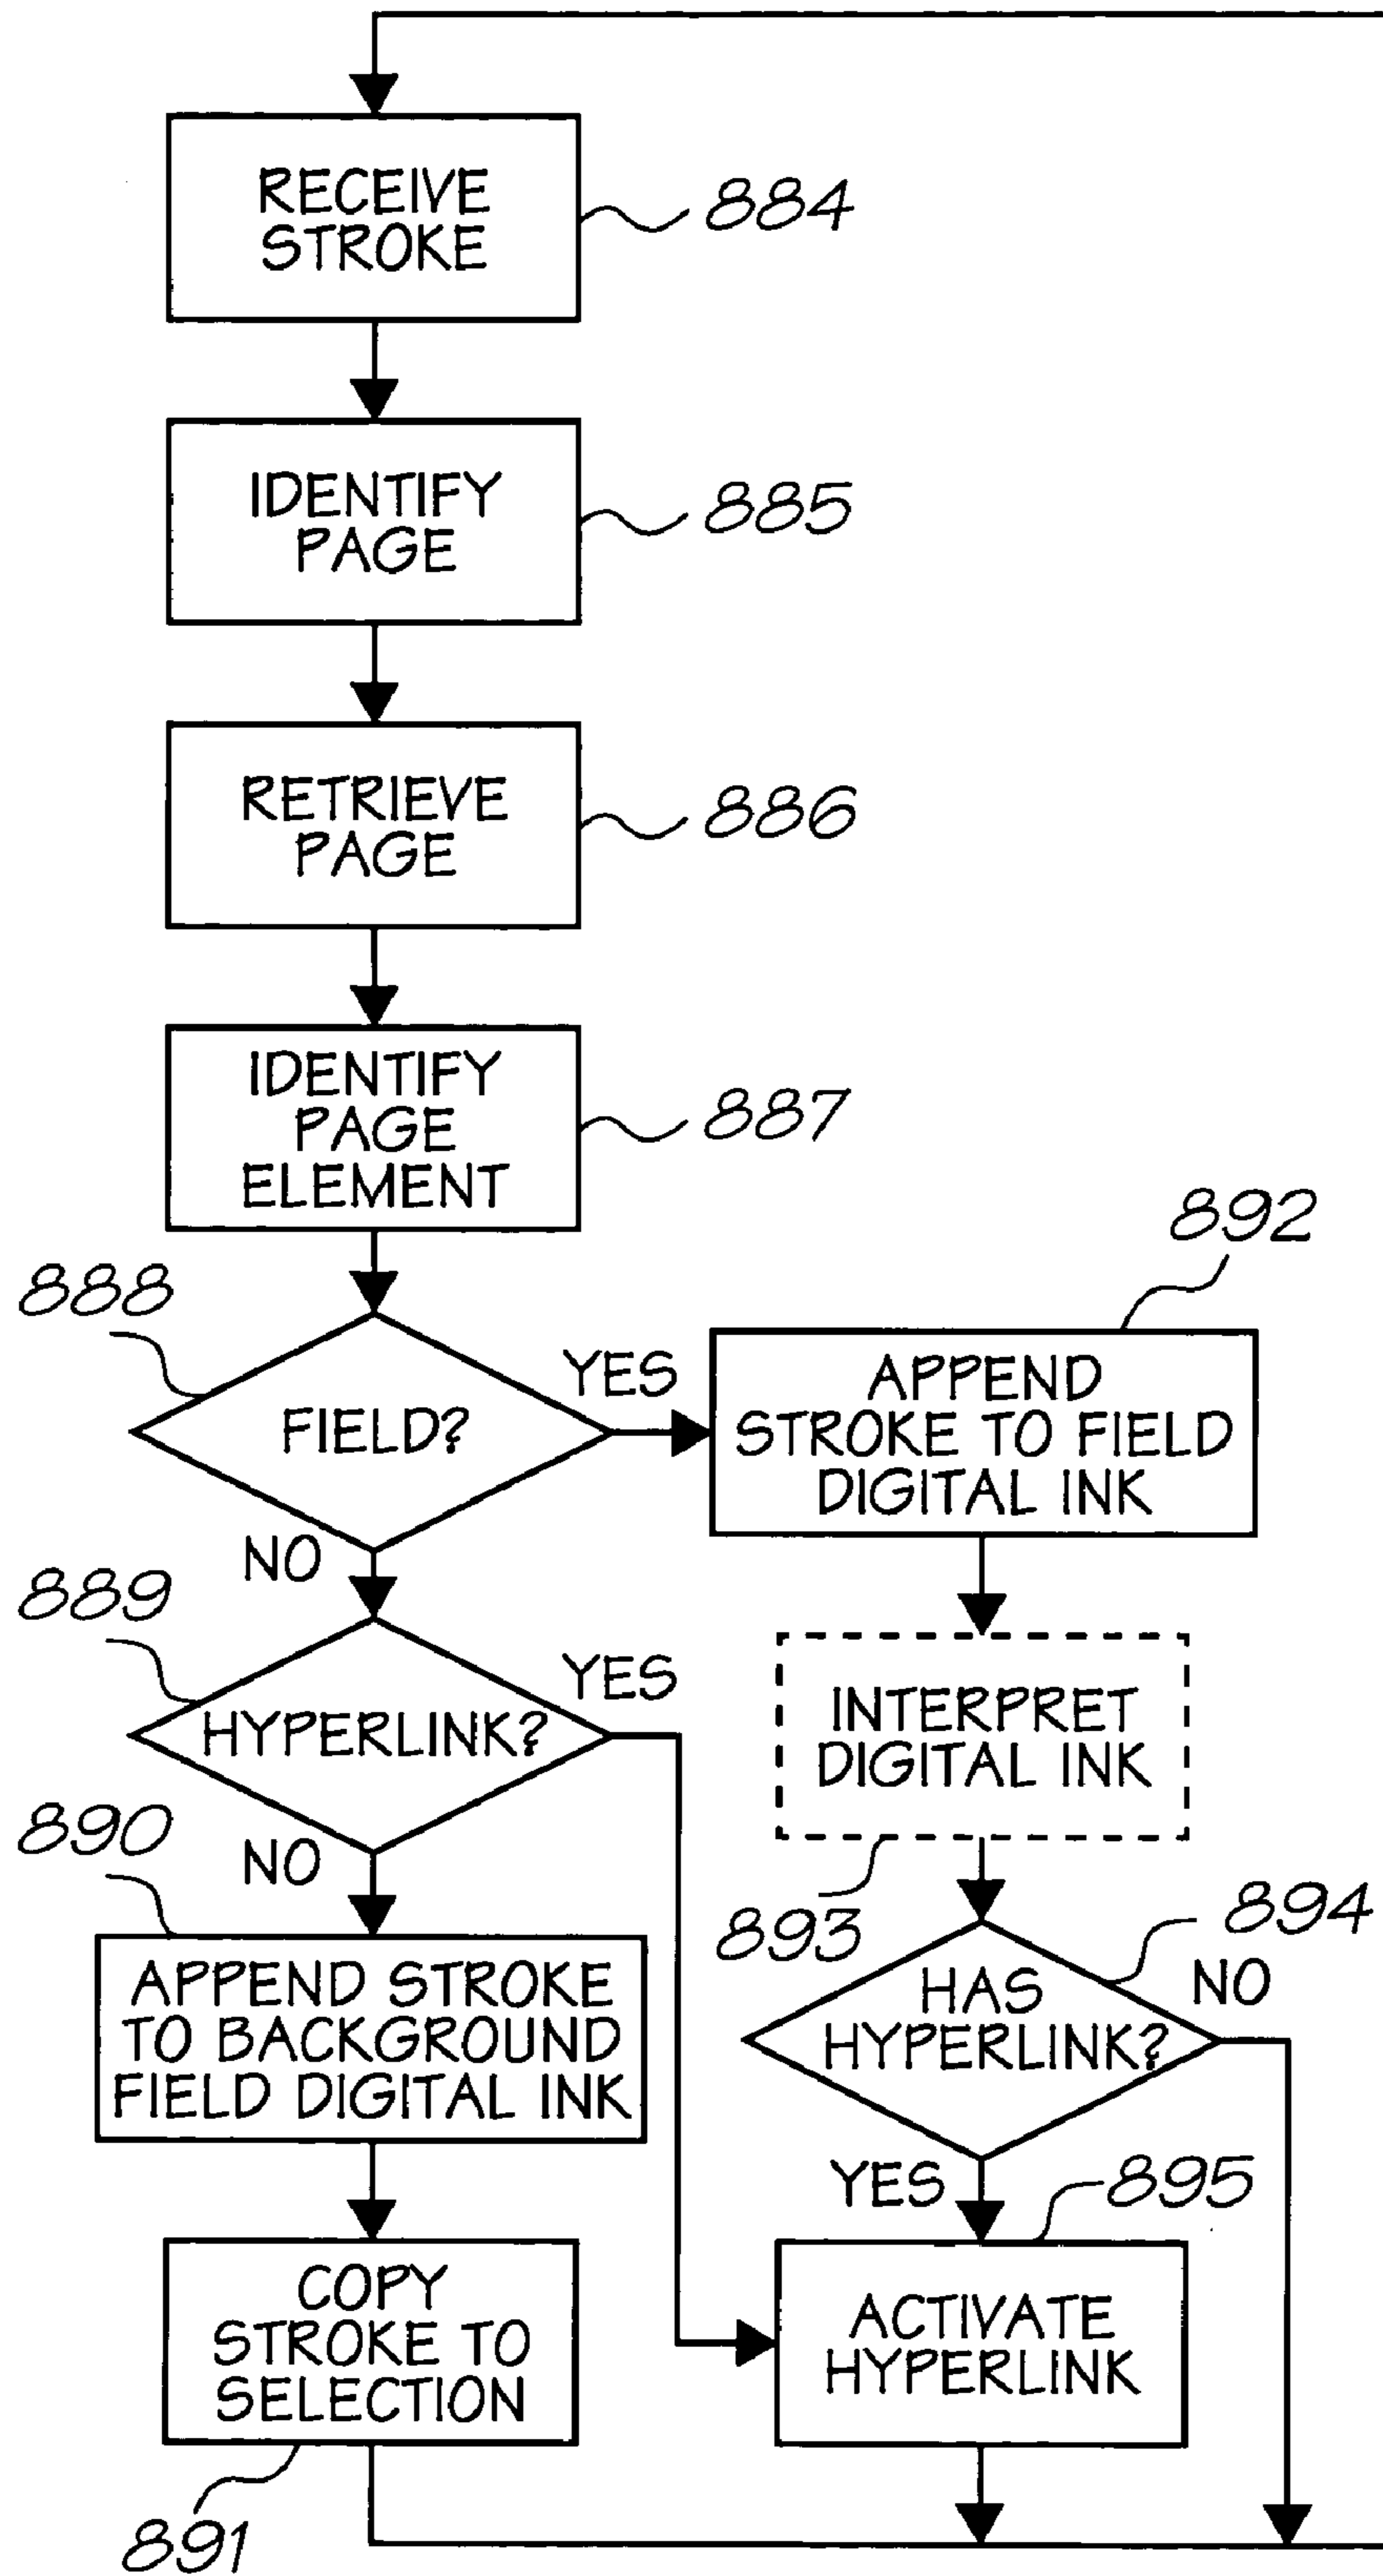 RECEIVE
STROKE
884
IDENTIFY
PAGE
885
RETRIEVE
PAGE
886
IDENTIFY
PAGE
ELEMENT
887
888
FIELD?
YES
NO
892
APPEND
STROKE TO FIELD
DIGITAL INK
889
HYPERLINK?
YES
NO
INTERPRET
DIGITAL INK
893
890
APPEND STROKE
TO BACKGROUND
FIELD DIGITAL INK
894
HAS
HYPERLINK?
NO
YES
895
COPY
STROKE TO
SELECTION
891
ACTIVATE
HYPERLINK